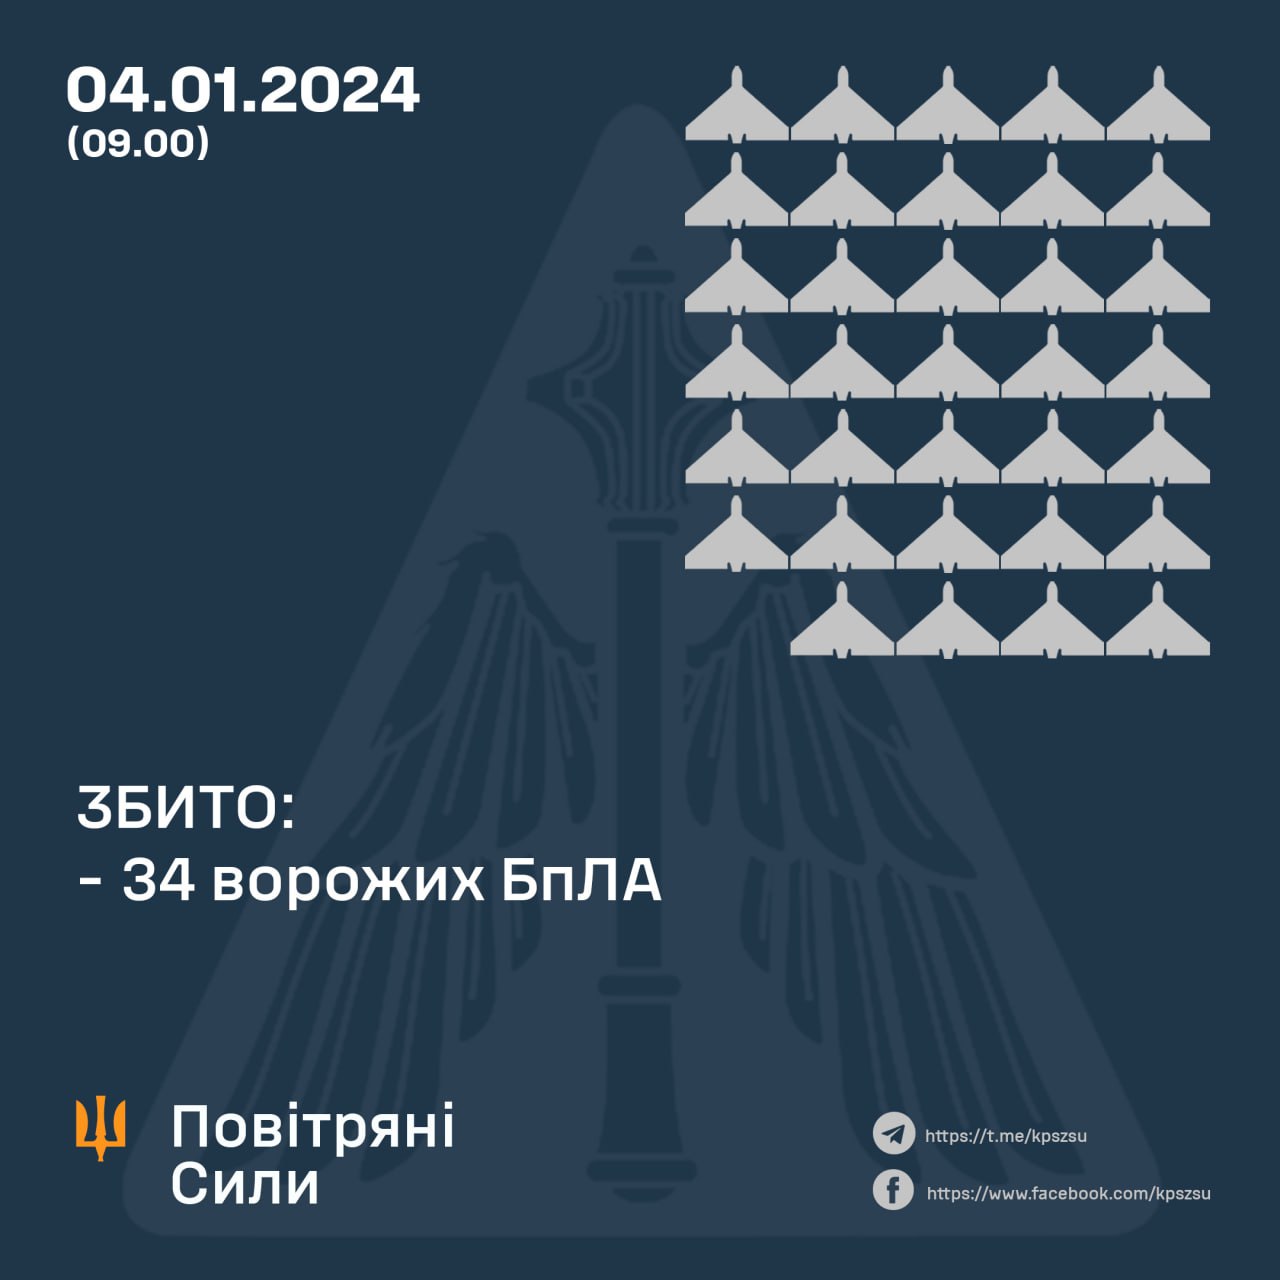 04.01.2024
(09.00)
ЗБИТО:
- 34 ворожих БпЛА
Повітряні
Сили
https://t.me/kpszsu
https://www.facebook.com/kpszsu